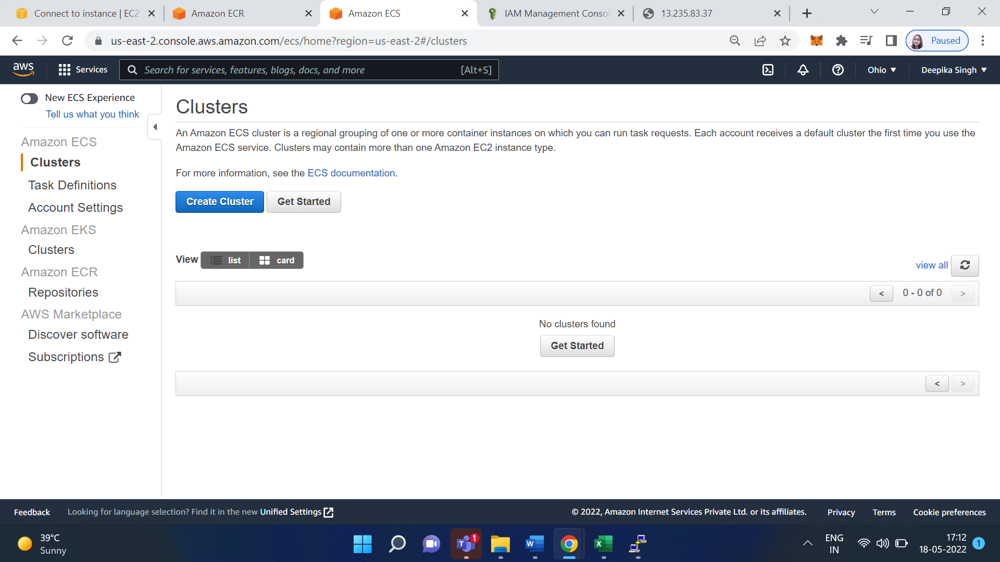 Connect to instance | EC2
Amazon ECR
Amazon ECS
IAM Management Consol
13.235.83.37
us-east-2.console.aws.amazon.com/ecs/home?region=us-east-2#/clusters
Paused
aws
Services
Search for services, features, blogs, docs, and more
[Alt+S]
Ohio
Deepika Singh
New ECS Experience
Tell us what you think
Amazon ECS
Clusters
Task Definitions
Account Settings
Amazon EKS
Clusters
Amazon ECR
Repositories
AWS Marketplace
Discover software
Subscriptions
Clusters
An Amazon ECS cluster is a regional grouping of one or more container instances on which you can run task requests. Each account receives a default cluster the first time you use the
Amazon ECS service. Clusters may contain more than one Amazon EC2 instance type.
For more information, see the ECS documentation.
Create Cluster
Get Started
View
list
card
view all
<
0 - 0 of 0
>
No clusters found
Get Started
<
>
Feedback
Looking for language selection? Find it in the new Unified Settings
© 2022, Amazon Internet Services Private Ltd. or its affiliates.
Privacy
Terms
Cookie preferences
39°C
Sunny
T
1
W
X
ENG
IN
17:12
18-05-2022
1